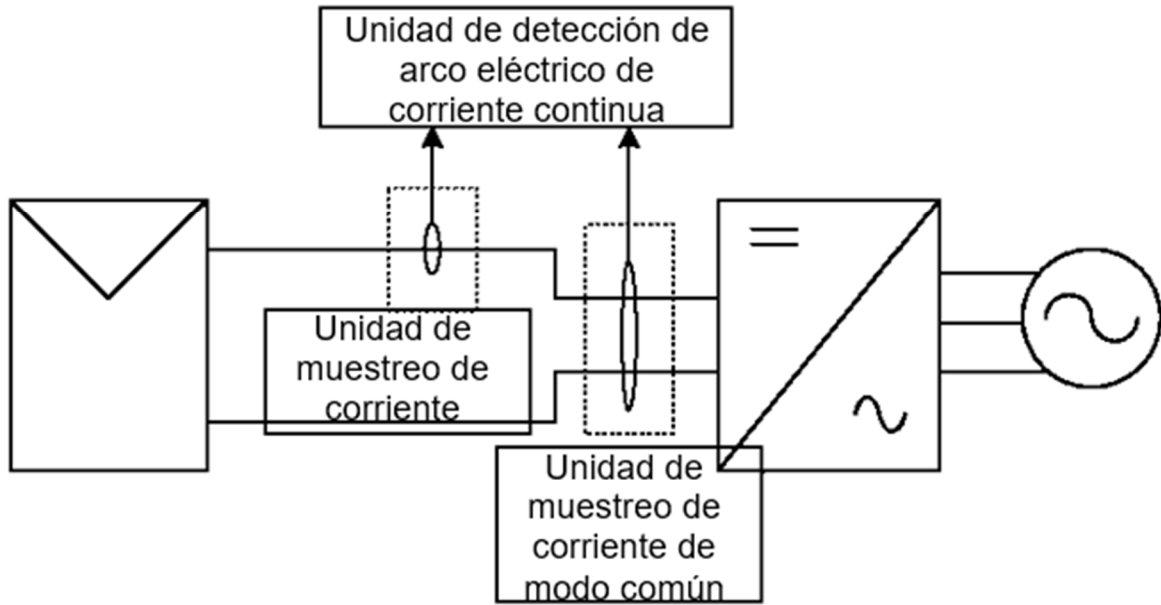 Unidad de detección de
arco eléctrico de
corriente continua
Unidad de
muestreo de
corriente
Unidad de
muestreo de
corriente de
modo común